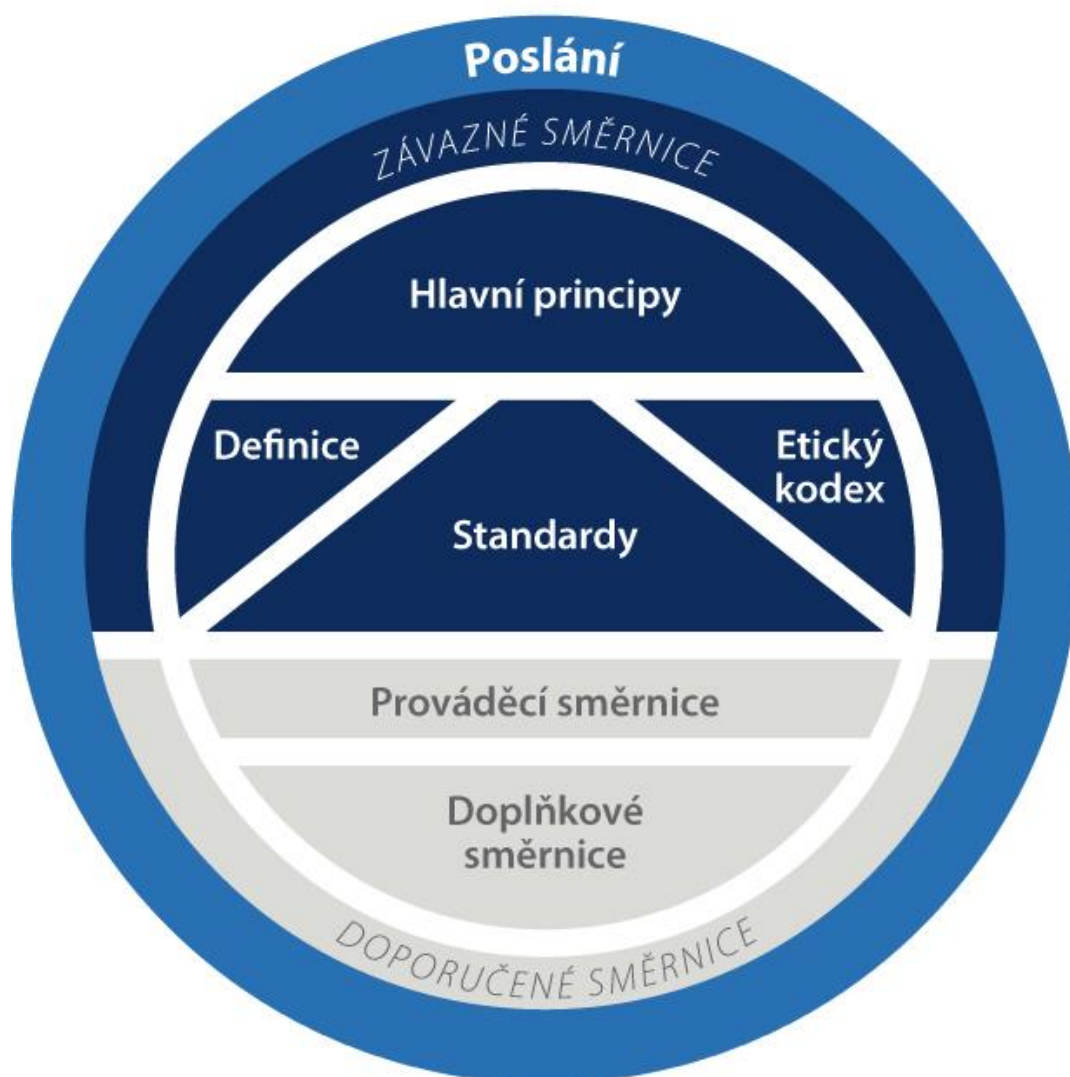 Poslání
ZÁVAZNÉ SMĚRNICE
Hlavní principy
Definice
Etický
kodex
Standardy
Prováděcí směrnice
Doplňkové
směrnice
DOPORUČENÉ SMĚRNICE